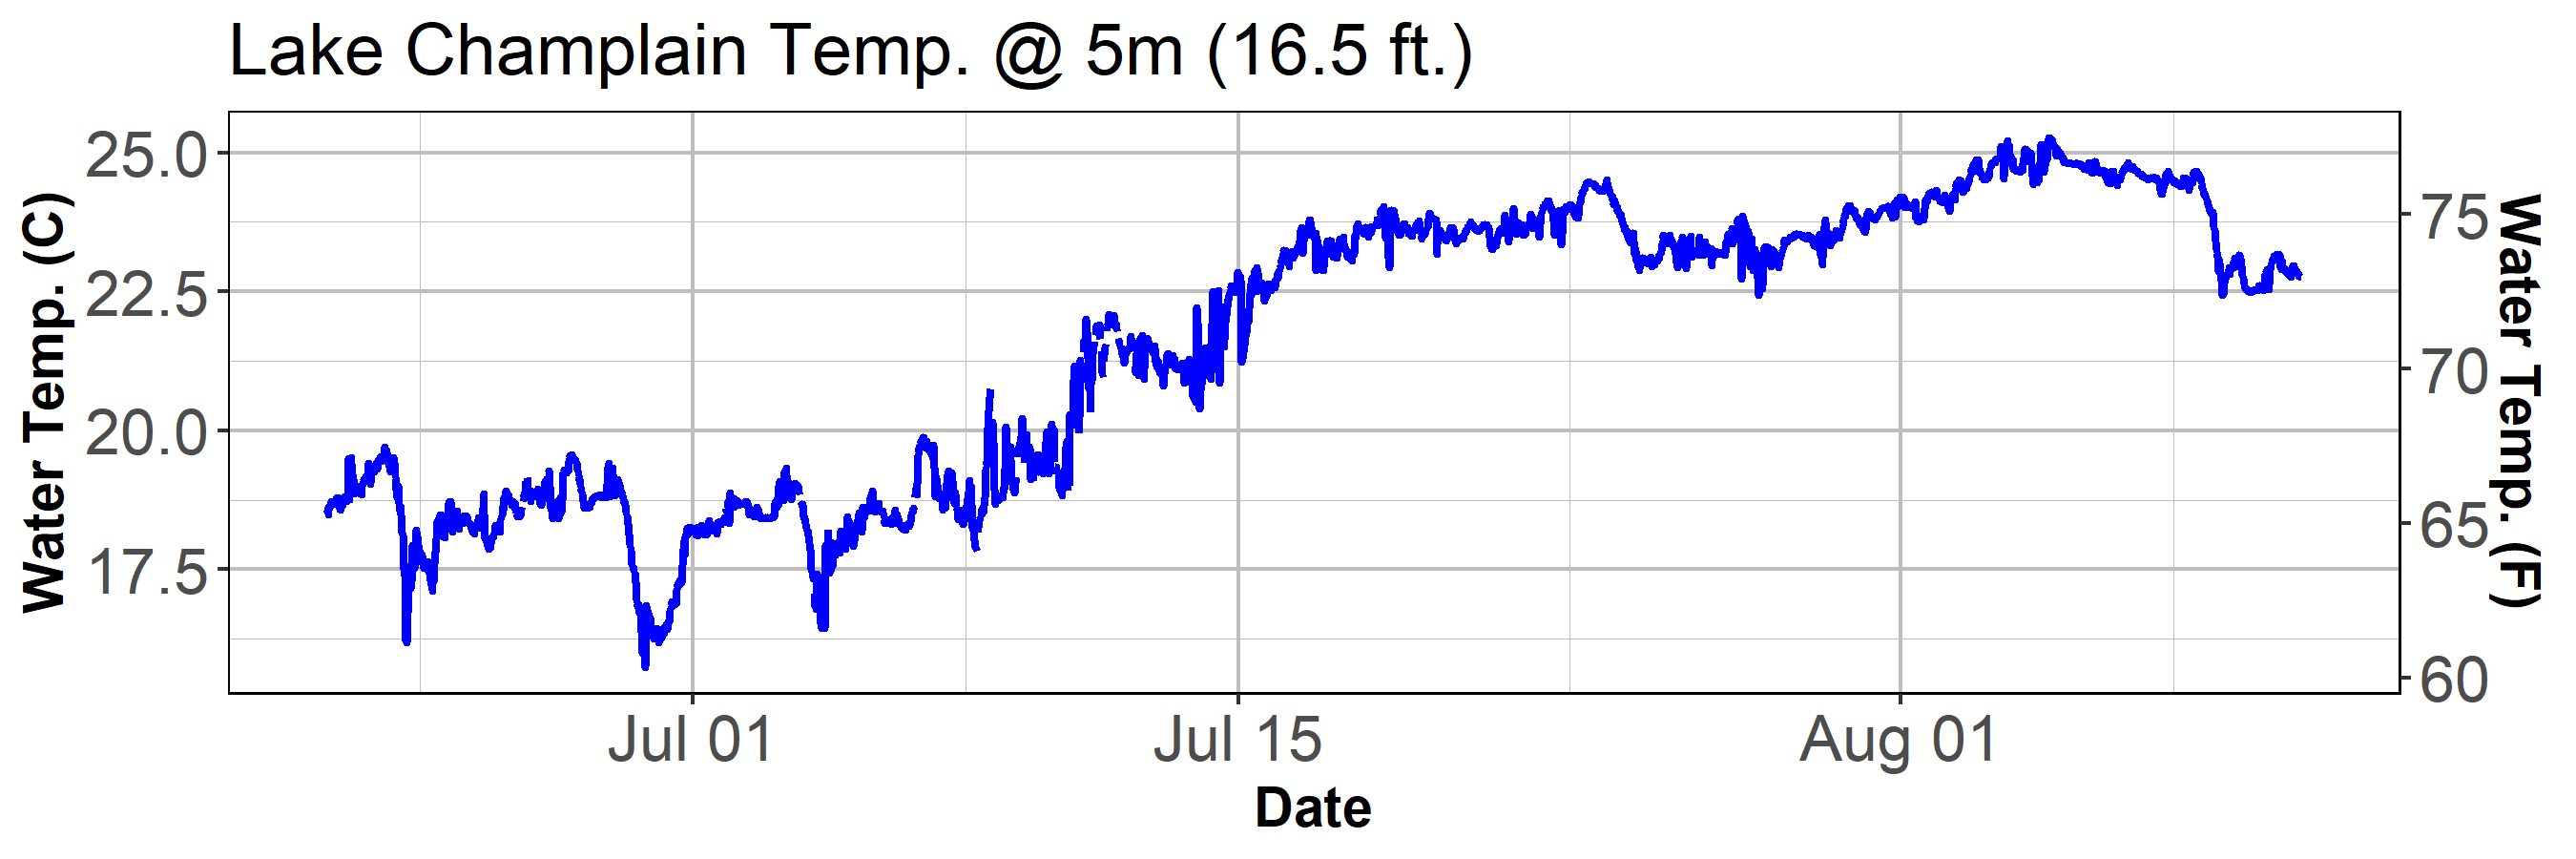 Lake Champlain Temp. @ 5m (16.5 ft.)
Water Temp. (C)
25.0
22.5
20.0
17.5
Water Temp. (F)
75
70
65
60
Jul 01
Jul 15
Aug 01
Date